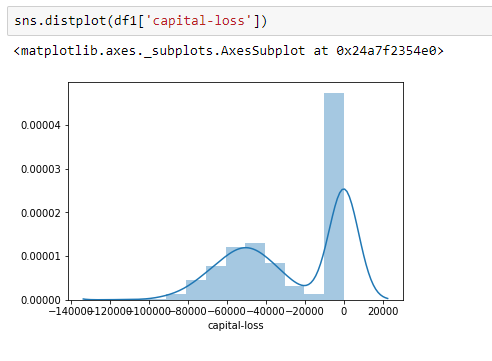 sns.distplot(df1['capital-loss'])
<matplotlib.axes._subplots.AxesSubplot at 0x24a7f2354e0>
0.00004
0.00003
0.00002
0.00001
0.00000
−140000−120000−100000−80000 −60000 −40000 −20000 0 20000
capital-loss